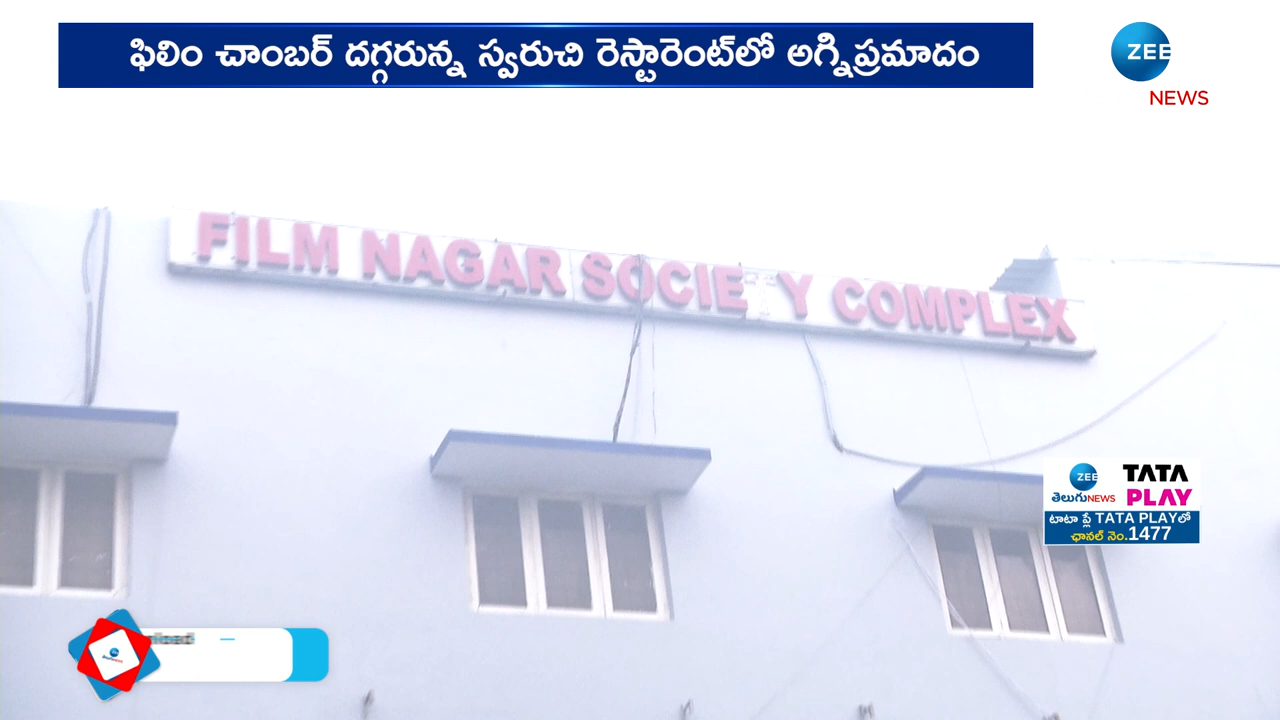 ఫిలిం చాంబర్ దగ్గరున్న స్వరుచి రెస్టారెంట్‌లో అగ్నిప్రమాదం
ZEE
NEWS
FILM NAGAR SOCIETY COMPLEX
ZEE
తెలుగు NEWS
TATA
PLAY
టాటా ప్లే TATA PLAYలో
ఛానల్ నెం.1477